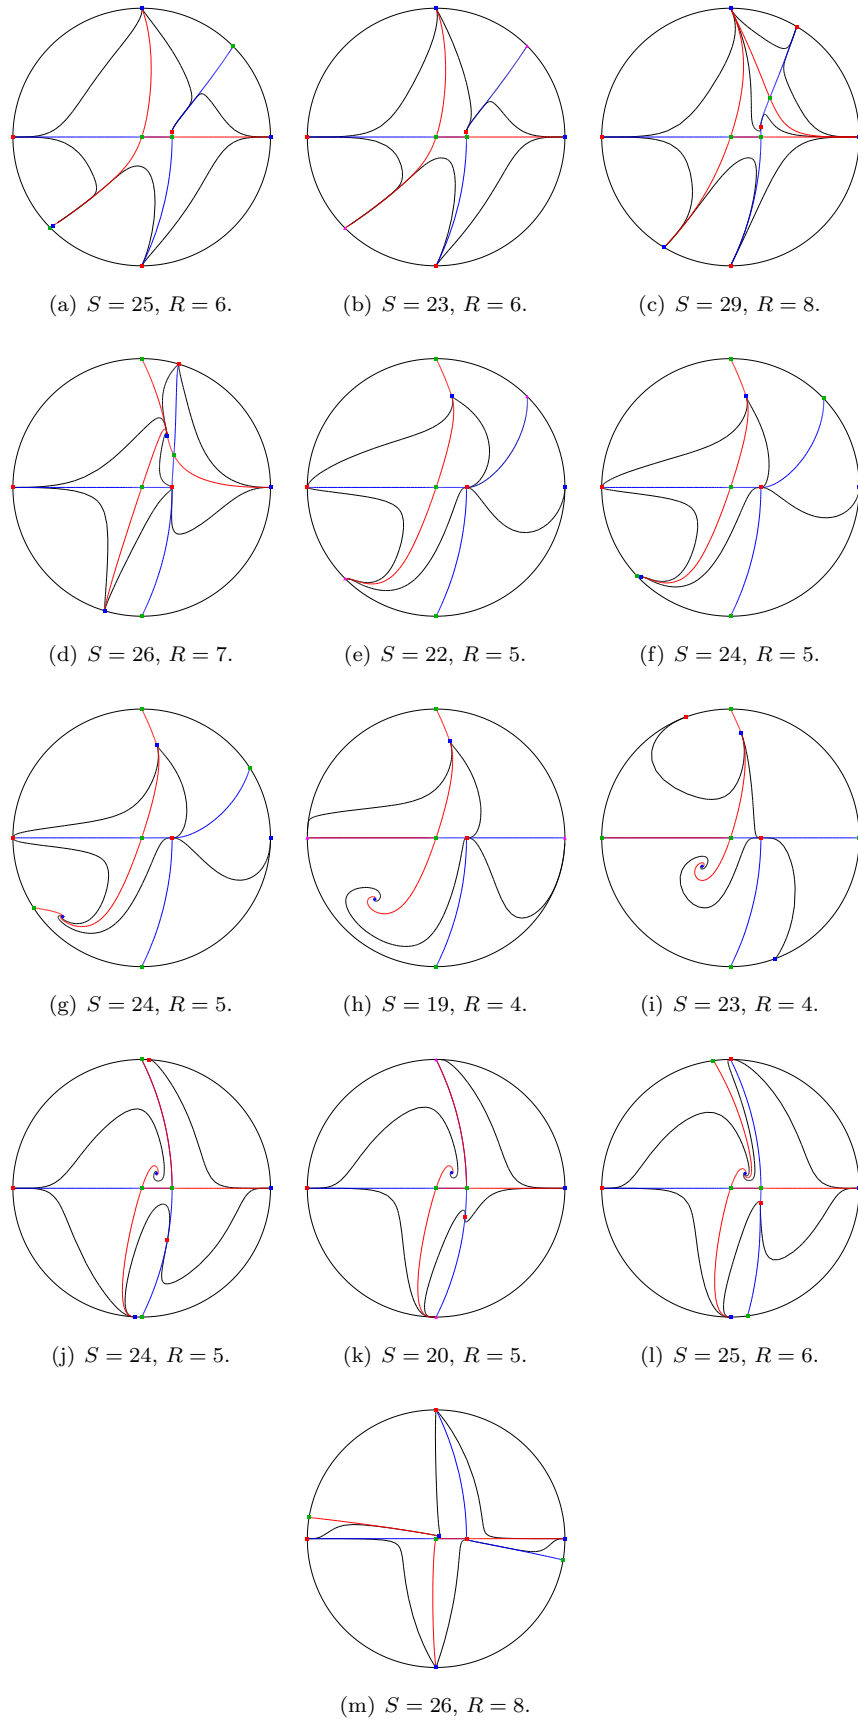 (a) S = 25, R = 6.
(b) S = 23, R = 6.
(c) S = 29, R = 8.
(d) S = 26, R = 7.
(e) S = 22, R = 5.
(f) S = 24, R = 5.
(g) S = 24, R = 5.
(h) S = 19, R = 4.
(i) S = 23, R = 4.
(j) S = 24, R = 5.
(k) S = 20, R = 5.
(l) S = 25, R = 6.
(m) S = 26, R = 8.